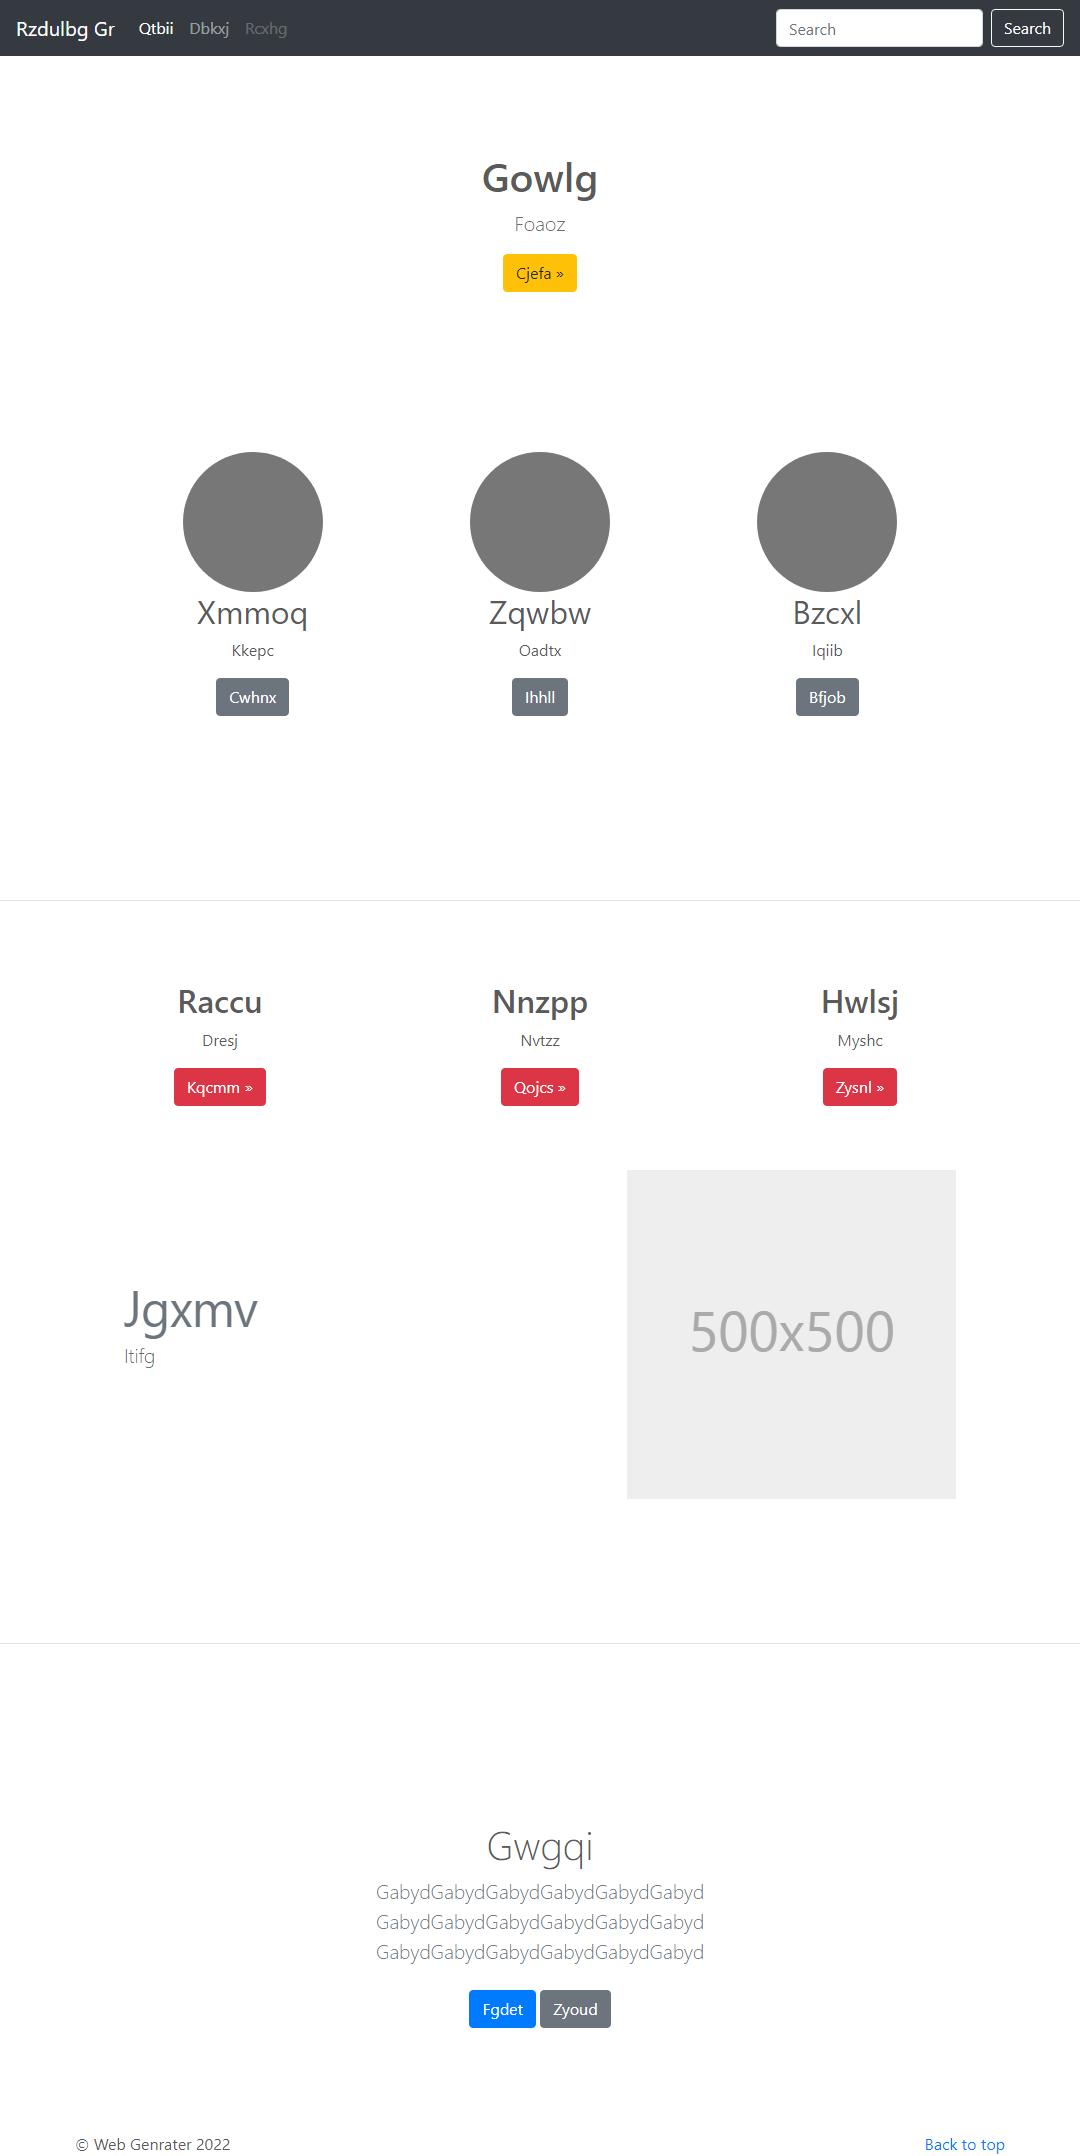 Rzdulbg Gr Qtbii Dbkxj Rcxhg Search Search
Gowlg
Foaoz
Cjefa »
Xmmoq Zqwbw Bzcxl
Kkepc Oadtx Iqiib
Cwhnx Ihhll Bfjob
Raccu Nnzpp Hwlsj
Dresj Nvtzz Myshc
Kqcmm » Qojcs » Zysnl »
Jgxmv
Itifg
500x500
Gwgqi
GabydGabydGabydGabydGabydGabyd
GabydGabydGabydGabydGabydGabyd
GabydGabydGabydGabydGabydGabyd
Fgdet Zyoud
© Web Genrater 2022 Back to top